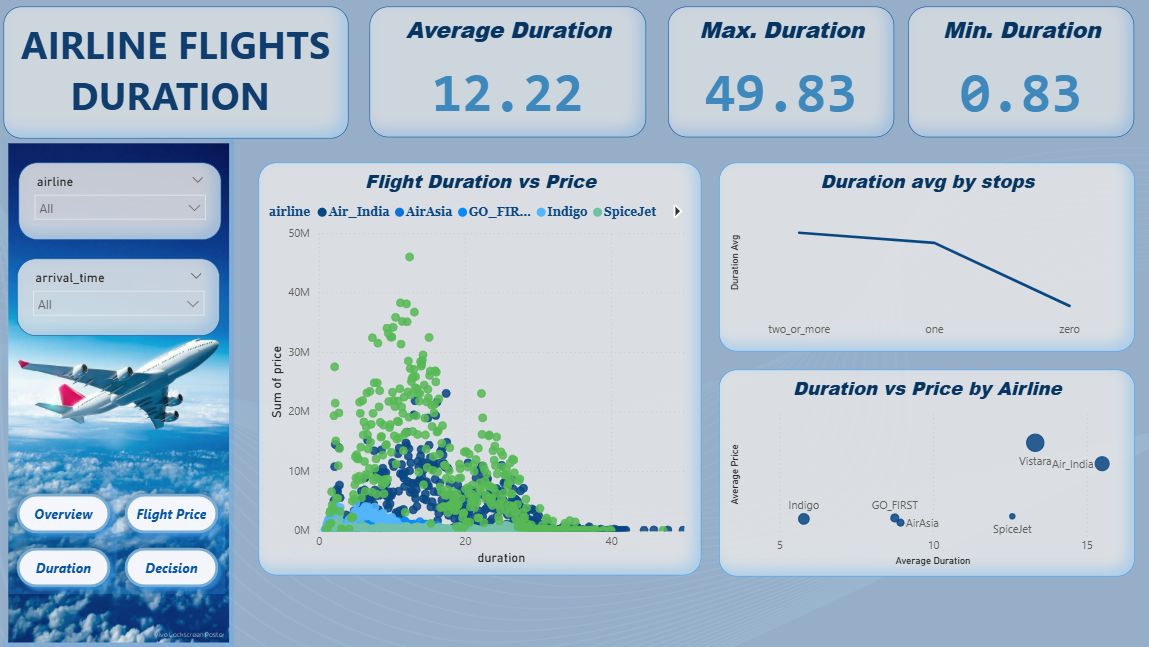 AIRLINE FLIGHTS
DURATION
Average Duration
12.22
Max. Duration
49.83
Min. Duration
0.83
airline
All
arrival_time
All
Overview
Flight Price
Duration
Decision
Vivo Lockscreen Poster
Flight Duration vs Price
airline Air_India AirAsia GO_FIR... Indigo SpiceJet
50M
40M
30M
20M
10M
0M
Sum of price
0 20 40
duration
Duration avg by stops
Duration Avg
two_or_more one zero
Duration vs Price by Airline
Average Price
Vistara
Air_India
Indigo
GO_FIRST
AirAsia
SpiceJet
5 10 15
Average Duration